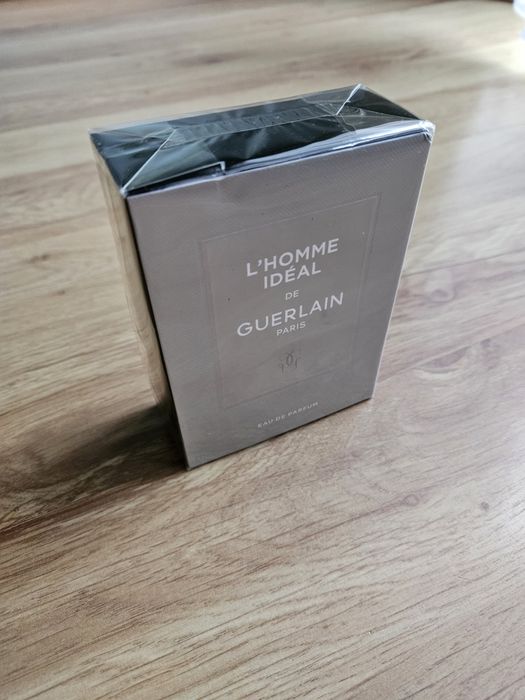 L'HOMME
IDÉAL
DE
GUERLAIN
PARIS
EAU DE PARFUM